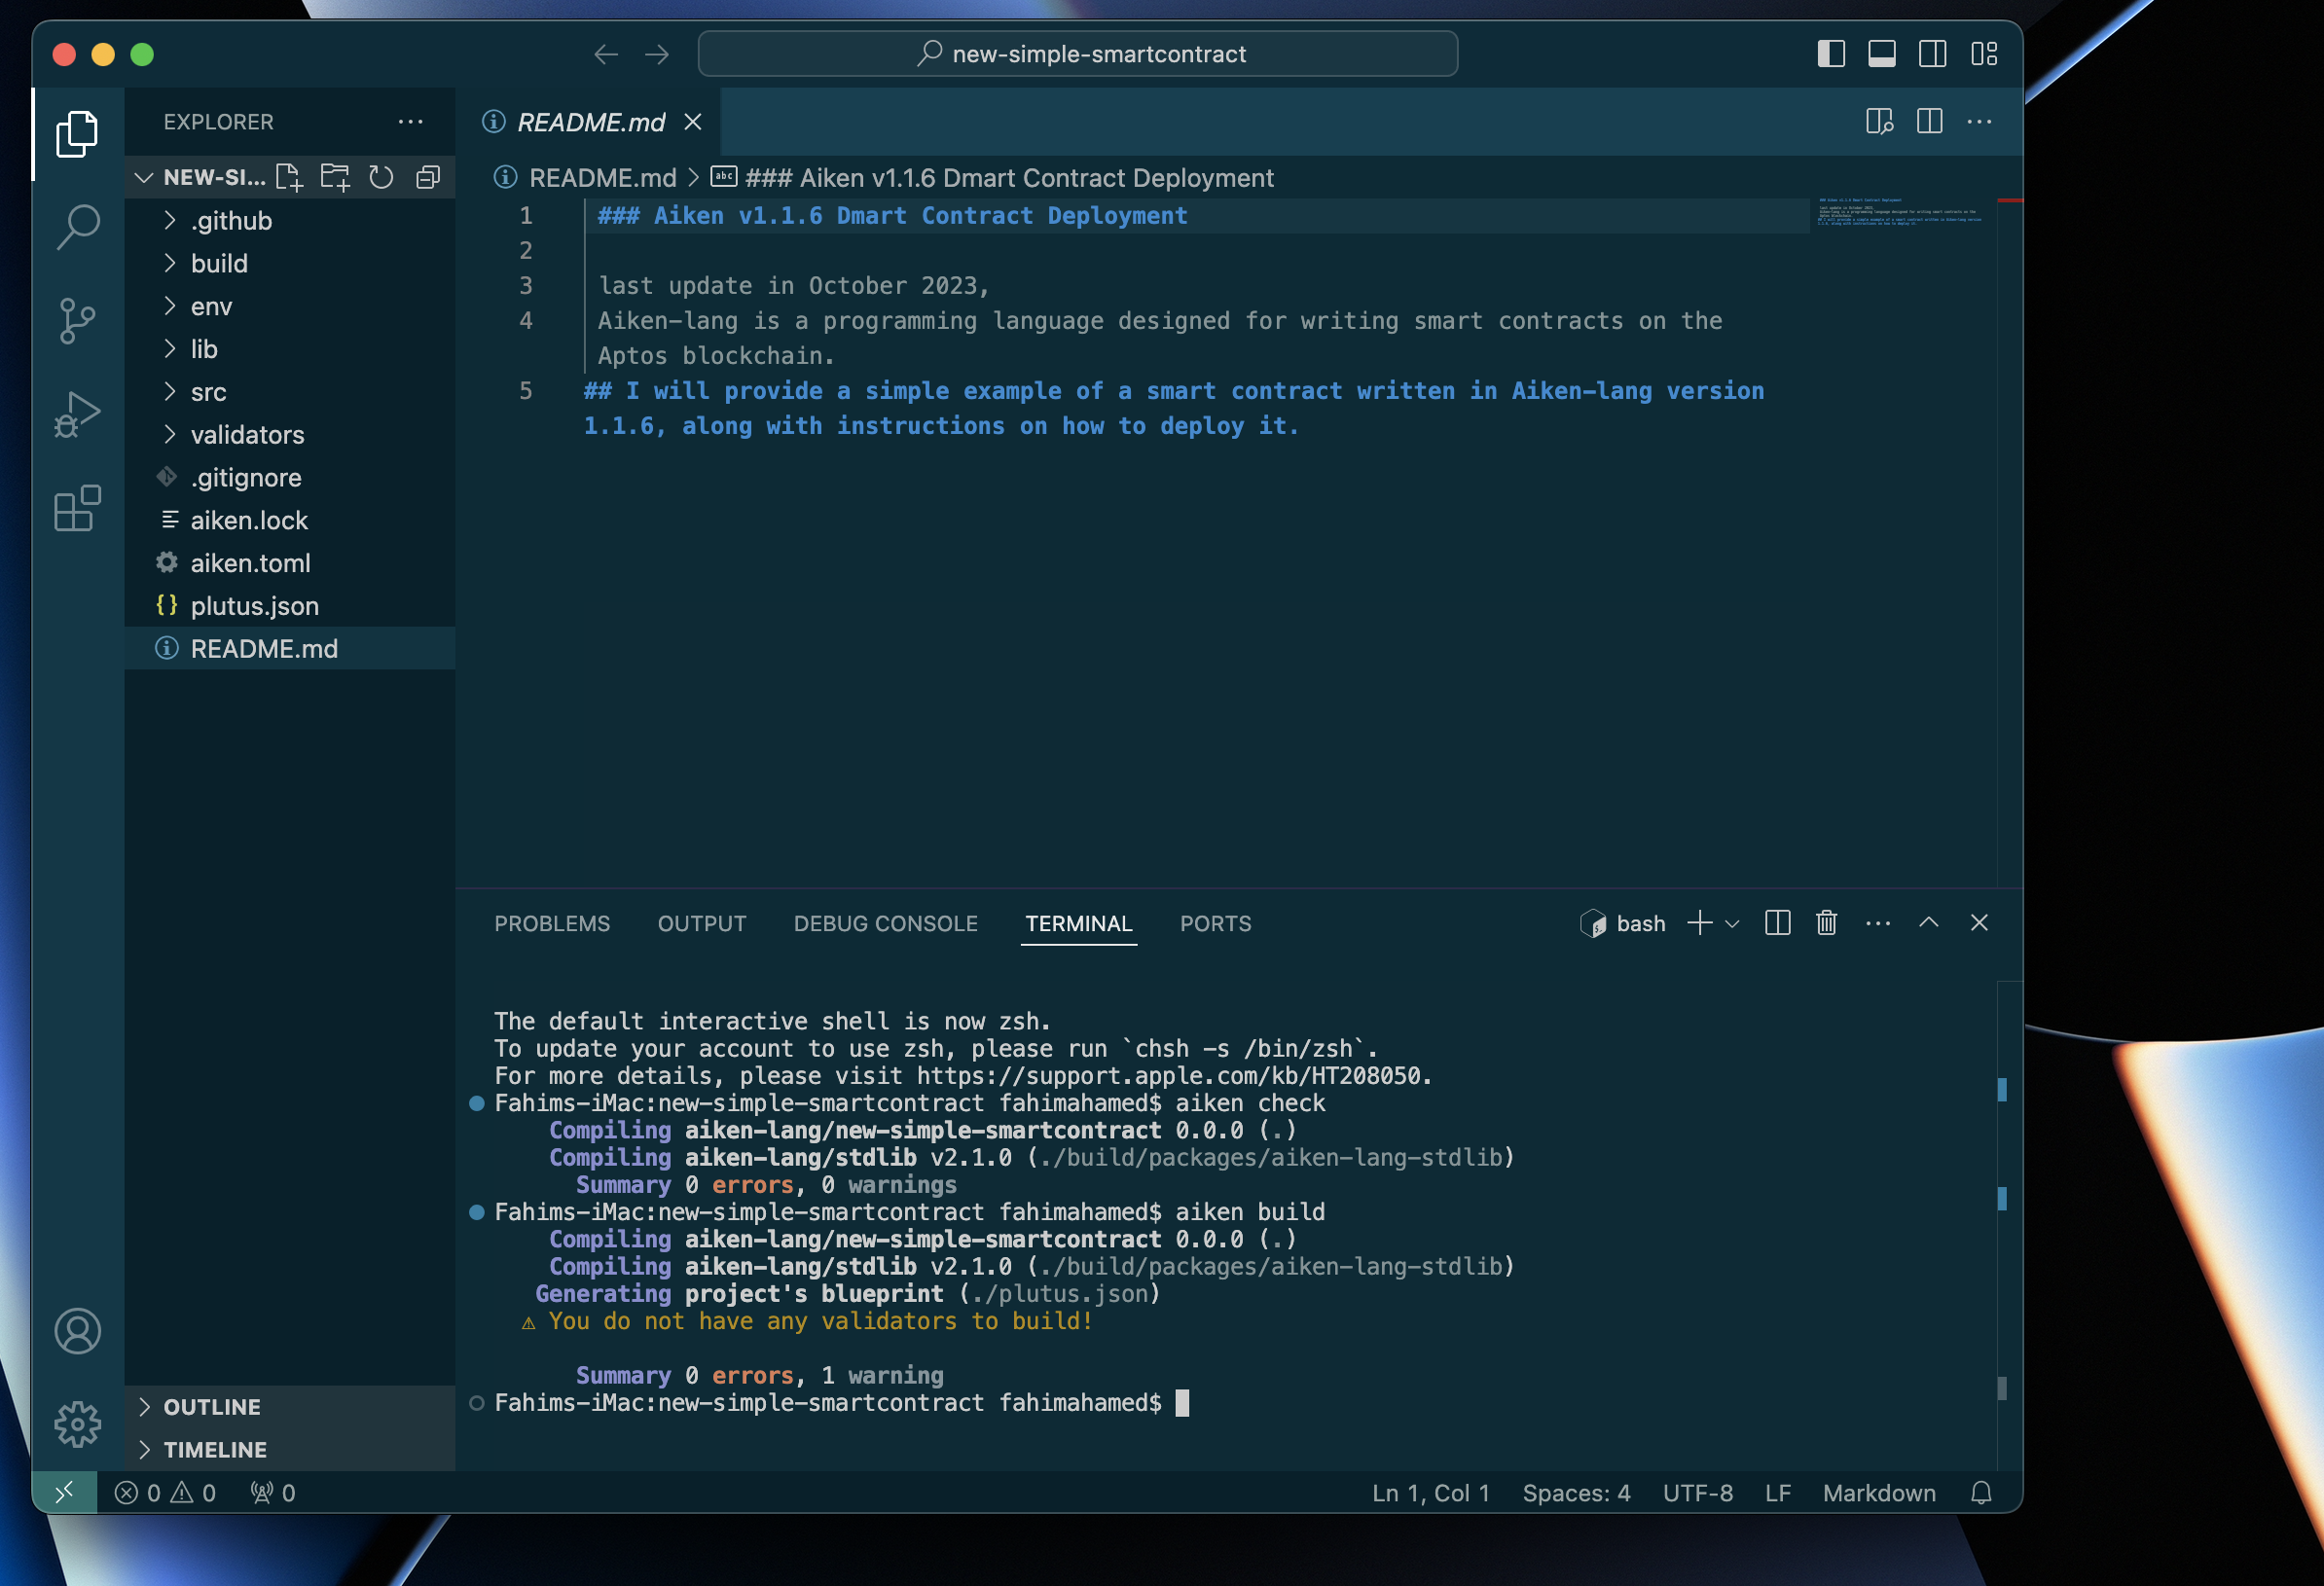 new-simple-smartcontract
EXPLORER
NEW-SI...
.github
build
env
lib
src
validators
.gitignore
aiken.lock
aiken.toml
{} plutus.json
README.md
OUTLINE
TIMELINE
README.md
README.md > abc ### Aiken v1.1.6 Dmart Contract Deployment
1 ### Aiken v1.1.6 Dmart Contract Deployment
2
3 last update in October 2023,
4 Aiken-lang is a programming language designed for writing smart contracts on the
Aptos blockchain.
5 ## I will provide a simple example of a smart contract written in Aiken-lang version
1.1.6, along with instructions on how to deploy it.
PROBLEMS OUTPUT DEBUG CONSOLE TERMINAL PORTS bash
The default interactive shell is now zsh.
To update your account to use zsh, please run `chsh -s /bin/zsh`.
For more details, please visit https://support.apple.com/kb/HT208050.
Fahims-iMac:new-simple-smartcontract fahimahamed$ aiken check
Compiling aiken-lang/new-simple-smartcontract 0.0.0 (.)
Compiling aiken-lang/stdlib v2.1.0 (./build/packages/aiken-lang-stdlib)
Summary 0 errors, 0 warnings
Fahims-iMac:new-simple-smartcontract fahimahamed$ aiken build
Compiling aiken-lang/new-simple-smartcontract 0.0.0 (.)
Compiling aiken-lang/stdlib v2.1.0 (./build/packages/aiken-lang-stdlib)
Generating project's blueprint (./plutus.json)
⚠ You do not have any validators to build!
Summary 0 errors, 1 warning
Fahims-iMac:new-simple-smartcontract fahimahamed$
0 0 0 Ln 1, Col 1 Spaces: 4 UTF-8 LF Markdown